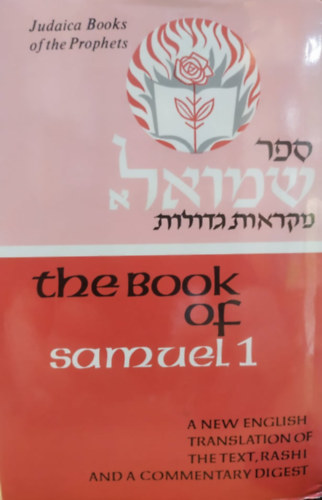 Judaica Books
of the Prophets
ספר
שמואל א
מקראות גדולות
the Book
of
samuel 1
A NEW ENGLISH
TRANSLATION OF
THE TEXT, RASHI
AND A COMMENTARY DIGEST